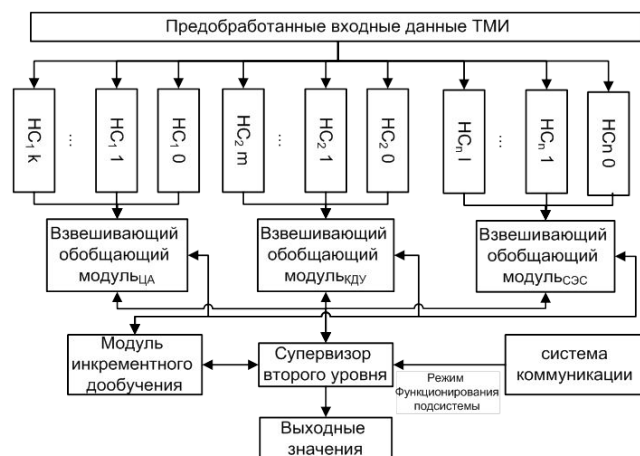 Предобработанные входные данные ТМИ
НС₁ k
...
НС₁ 1
НС₁ 0
НС₂ m
...
НС₂ 1
НС₂ 0
НСₙ l
...
НСₙ 1
НСn 0
Взвешивающий
обобщающий
модульЦА
Взвешивающий
обобщающий
модулькДУ
Взвешивающий
обобщающий
модульСЭС
Модуль
инкрементного
дообучения
Супервизор
второго уровня
система
коммуникации
Режим
Функционирования
подсистемы
Выходные
значения